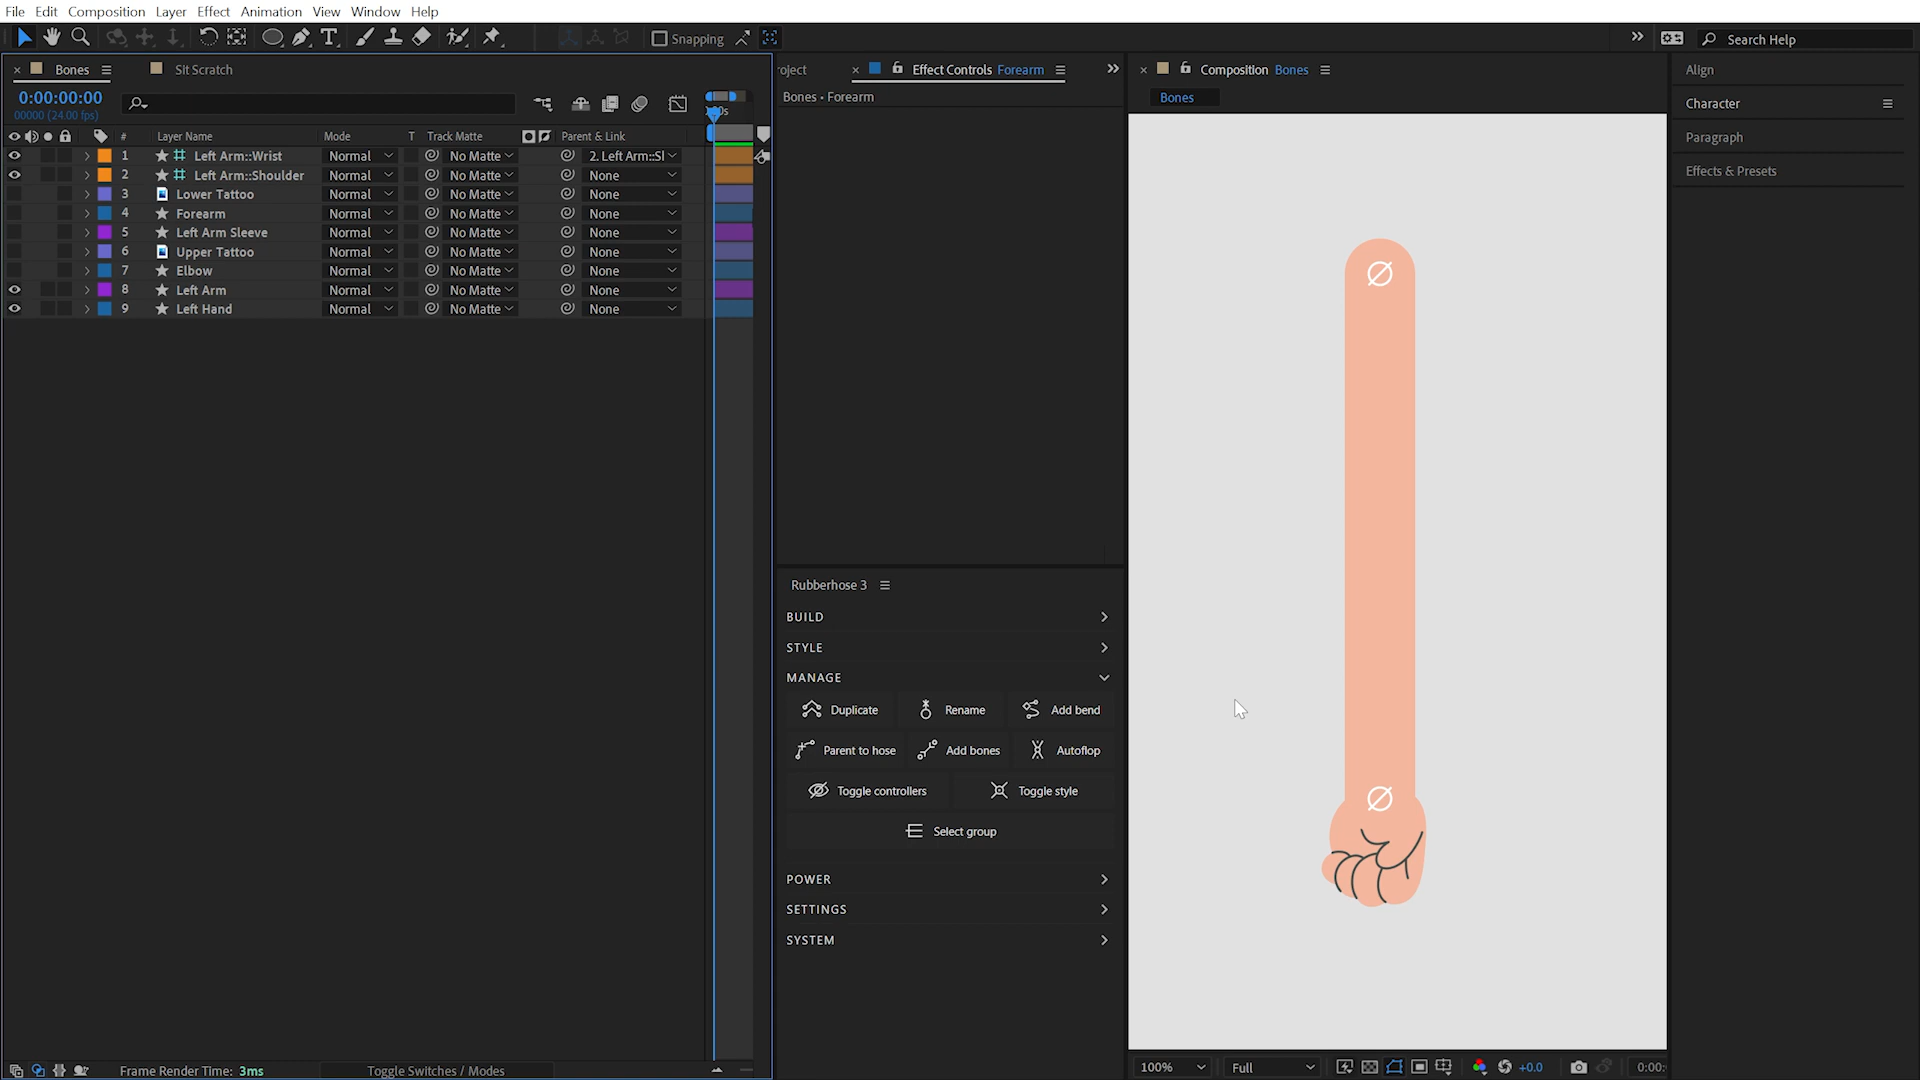 File Edit Composition Layer Effect Animation View Window Help
T Snapping Search Help
× Bones SIt Scratch
0:00:00:00
00000 (24.00 fps)
# Layer Name Mode T Track Matte Parent & Link
1 Left Arm::Wrist Normal No Matte 2. Left Arm::Sl
2 Left Arm::Shoulder Normal No Matte None
3 Lower Tattoo Normal No Matte None
4 Forearm Normal No Matte None
5 Left Arm Sleeve Normal No Matte None
6 Upper Tattoo Normal No Matte None
7 Elbow Normal No Matte None
8 Left Arm Normal No Matte None
9 Left Hand Normal No Matte None
Frame Render Time: 3ms Toggle Switches / Modes
roject × Effect Controls Forearm
Bones • Forearm
Rubberhose 3
BUILD
STYLE
MANAGE
Duplicate Rename Add bend
Parent to hose Add bones Autoflop
Toggle controllers Toggle style
Select group
POWER
SETTINGS
SYSTEM
× Composition Bones
Bones
100% Full +0.0 0:00:
Align
Character
Paragraph
Effects & Presets